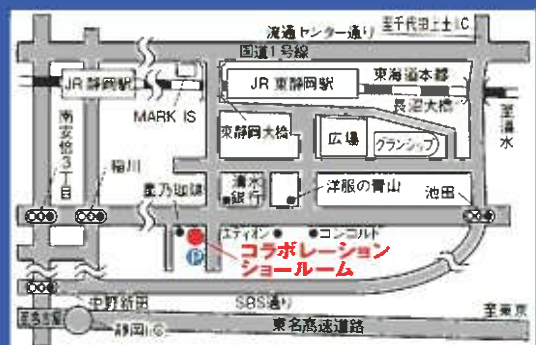 流通センター通り
至千代田上土IC
国道1号線
JR静岡駅
JR東静岡駅
東海道本線
MARK IS
東静岡大橋
広場
グランシップ
長沼大橋
至清水
南安倍3丁目
稲川
星乃珈琲
清水銀行
洋服の青山
池田
エディオン
コンコルド
コラボレーション
ショールーム
P
中野新田
SBS通り
至東京
至名古屋
静岡IC
東名高速道路